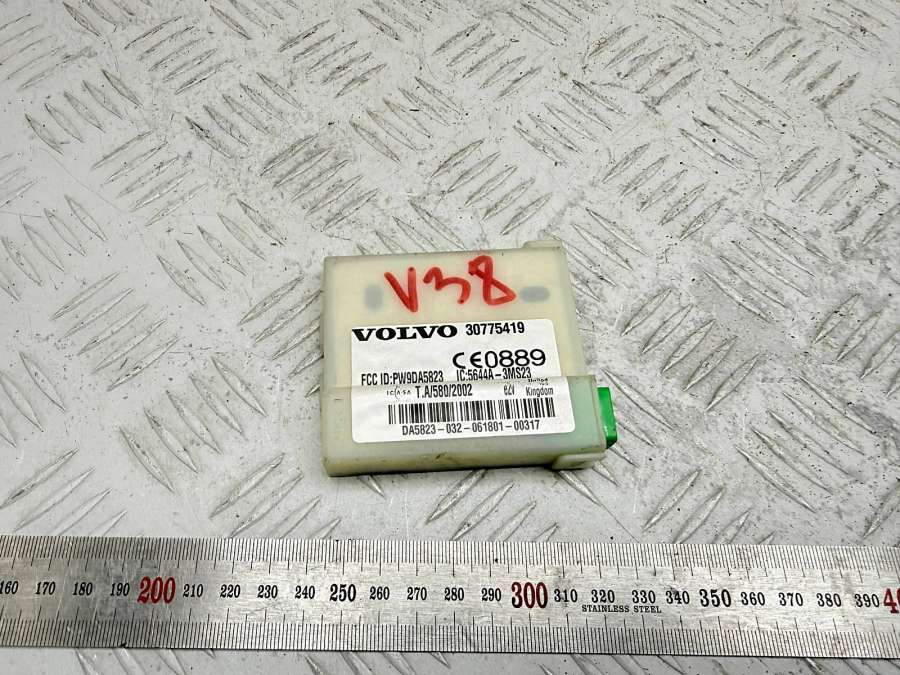 V38
VOLVO 30775419
CE0889
FCC ID:PW9DA5823 IC:5644A-3MS23
ICASA T.A/580/2002
Kingdom
DA5823-032-061801-00317
160 170 180 190 200 210 220 230 240 250 260 270 280 290 300 310 320 330 340 350 360 370 380 390
STAINLESS STEEL